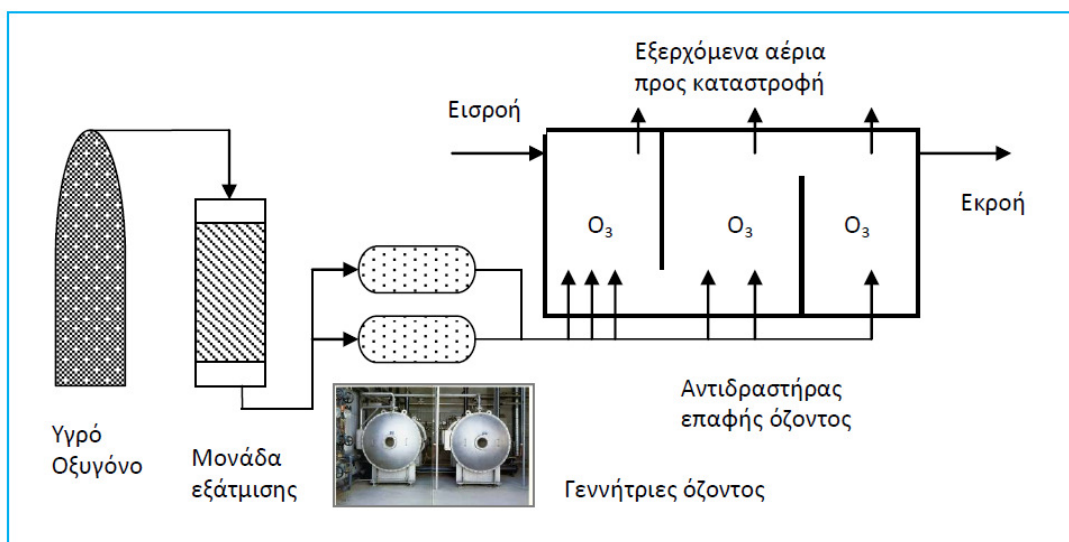 Εξερχόμενα αέρια
προς καταστροφή
Εισροή
Εκροή
O₃
O₃
O₃
Αντιδραστήρας
επαφής όζοντος
Υγρό
Οξυγόνο
Μονάδα
εξάτμισης
Γεννήτριες όζοντος